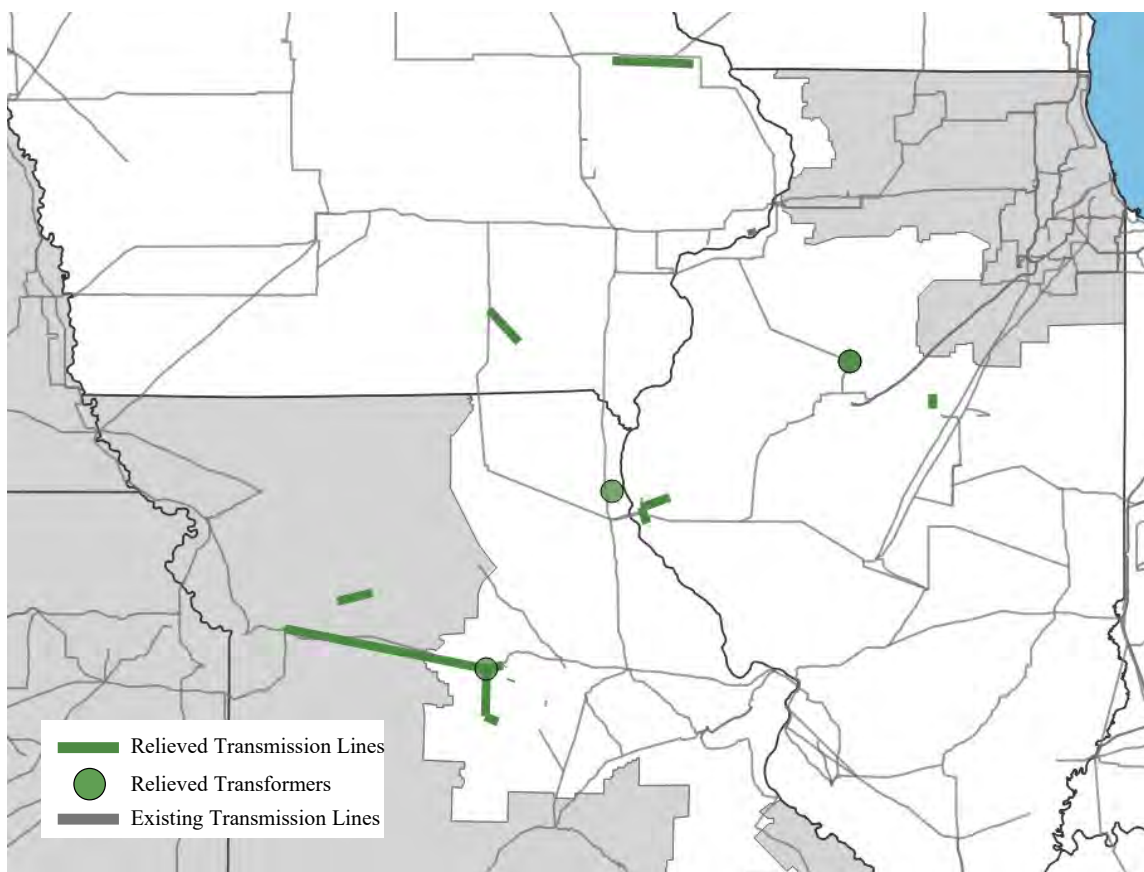 Relieved Transmission Lines
Relieved Transformers
Existing Transmission Lines